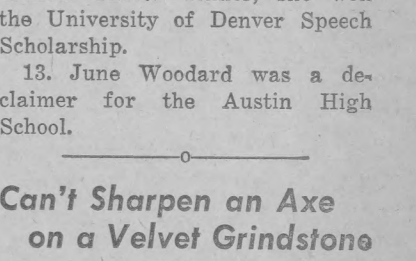 the University of Denver Speech
Scholarship.
13. June Woodard was a de-
claimer for the Austin High
School.
o
Can't Sharpen an Axe
on a Velvet Grindstone